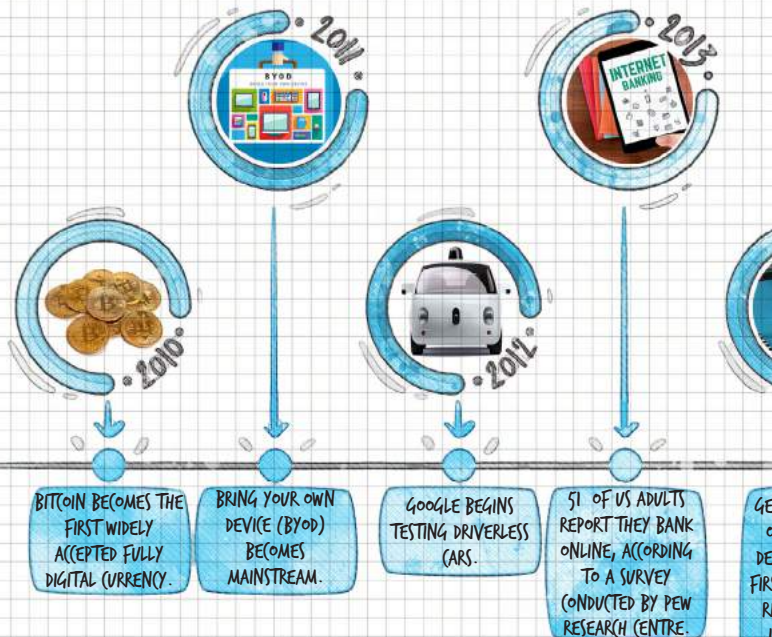 2011
BYOD
2013
INTERNET
BANKING
2010
2012
BITCOIN BECOMES THE
FIRST WIDELY
ACCEPTED FULLY
DIGITAL CURRENCY.
BRING YOUR OWN
DEVICE (BYOD)
BECOMES
MAINSTREAM.
GOOGLE BEGINS
TESTING DRIVERLESS
CARS.
51 OF US ADULTS
REPORT THEY BANK
ONLINE, ACCORDING
TO A SURVEY
CONDUCTED BY PEW
RESEARCH CENTRE.